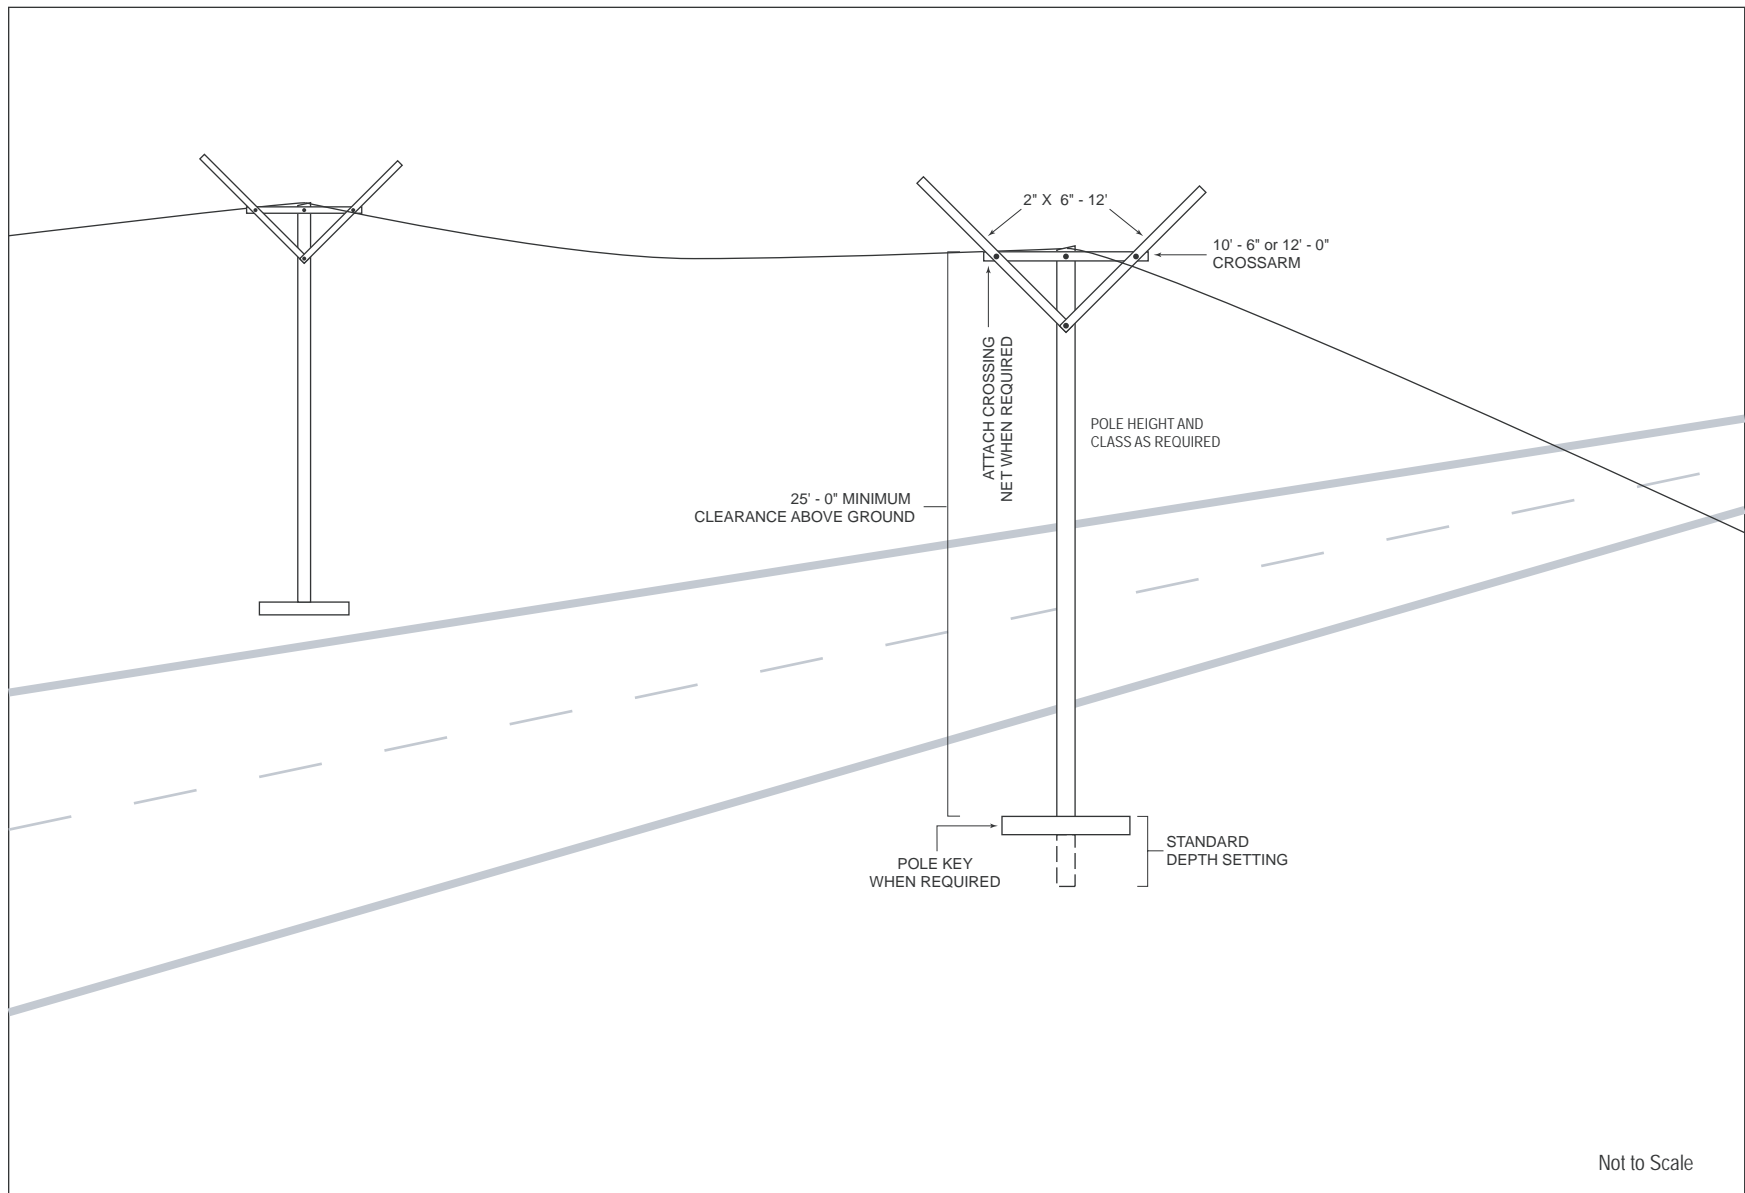 2" X 6" - 12'
10' - 6" or 12' - 0"
CROSSARM
ATTACH CROSSING
NET WHEN REQUIRED
POLE HEIGHT AND
CLASS AS REQUIRED
25' - 0" MINIMUM
CLEARANCE ABOVE GROUND
STANDARD
DEPTH SETTING
POLE KEY
WHEN REQUIRED
Not to Scale